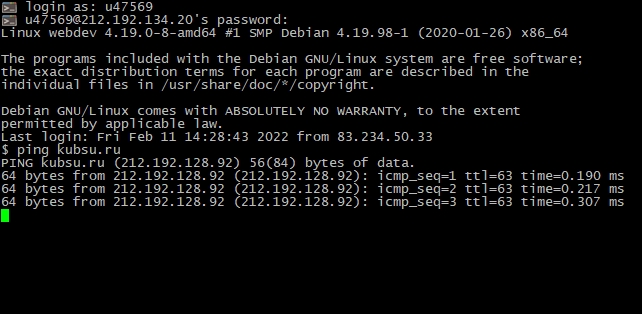 login as: u47569
u47569@212.192.134.20's password:
Linux webdev 4.19.0-8-amd64 #1 SMP Debian 4.19.98-1 (2020-01-26) x86_64
The programs included with the Debian GNU/Linux system are free software;
the exact distribution terms for each program are described in the
individual files in /usr/share/doc/*/copyright.
Debian GNU/Linux comes with ABSOLUTELY NO WARRANTY, to the extent
permitted by applicable law.
Last login: Fri Feb 11 14:28:43 2022 from 83.234.50.33
$ ping kubsu.ru
PING kubsu.ru (212.192.128.92) 56(84) bytes of data.
64 bytes from 212.192.128.92 (212.192.128.92): icmp_seq=1 ttl=63 time=0.190 ms
64 bytes from 212.192.128.92 (212.192.128.92): icmp_seq=2 ttl=63 time=0.217 ms
64 bytes from 212.192.128.92 (212.192.128.92): icmp_seq=3 ttl=63 time=0.307 ms